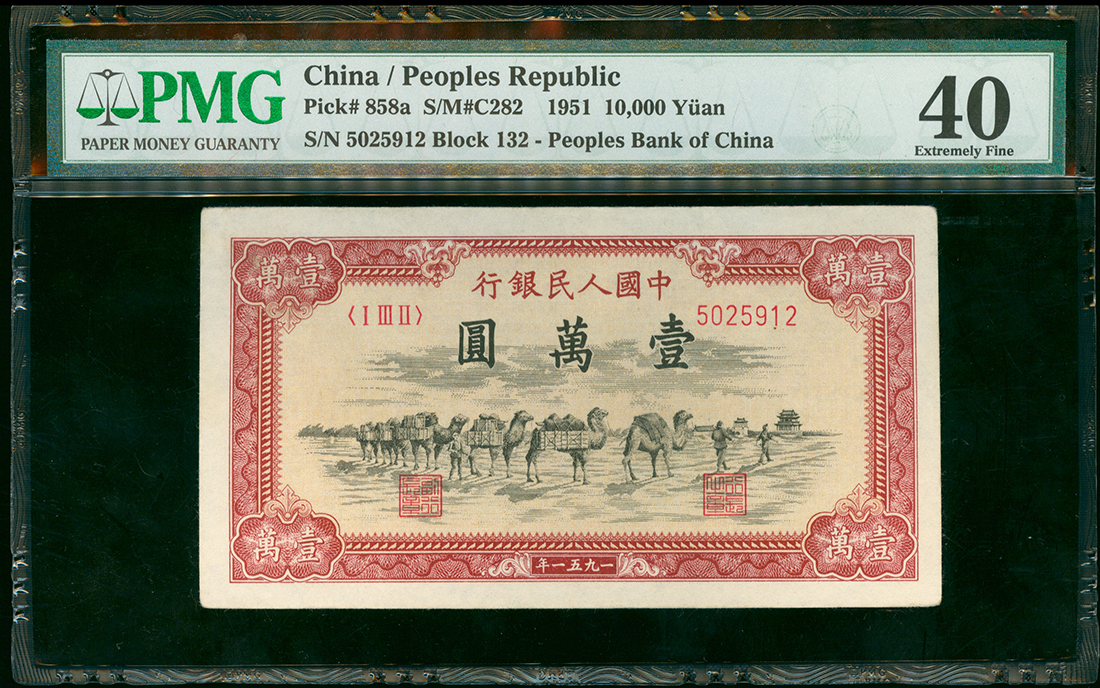 PMG
PAPER MONEY GUARANTY
China / Peoples Republic
Pick# 858a S/M#C282 1951 10,000 Yüan
S/N 5025912 Block 132 - Peoples Bank of China
40
Extremely Fine
壹萬
壹萬
中國人民銀行
〈I III II〉
5025912
壹萬圓
壹萬
壹萬
一九五一年